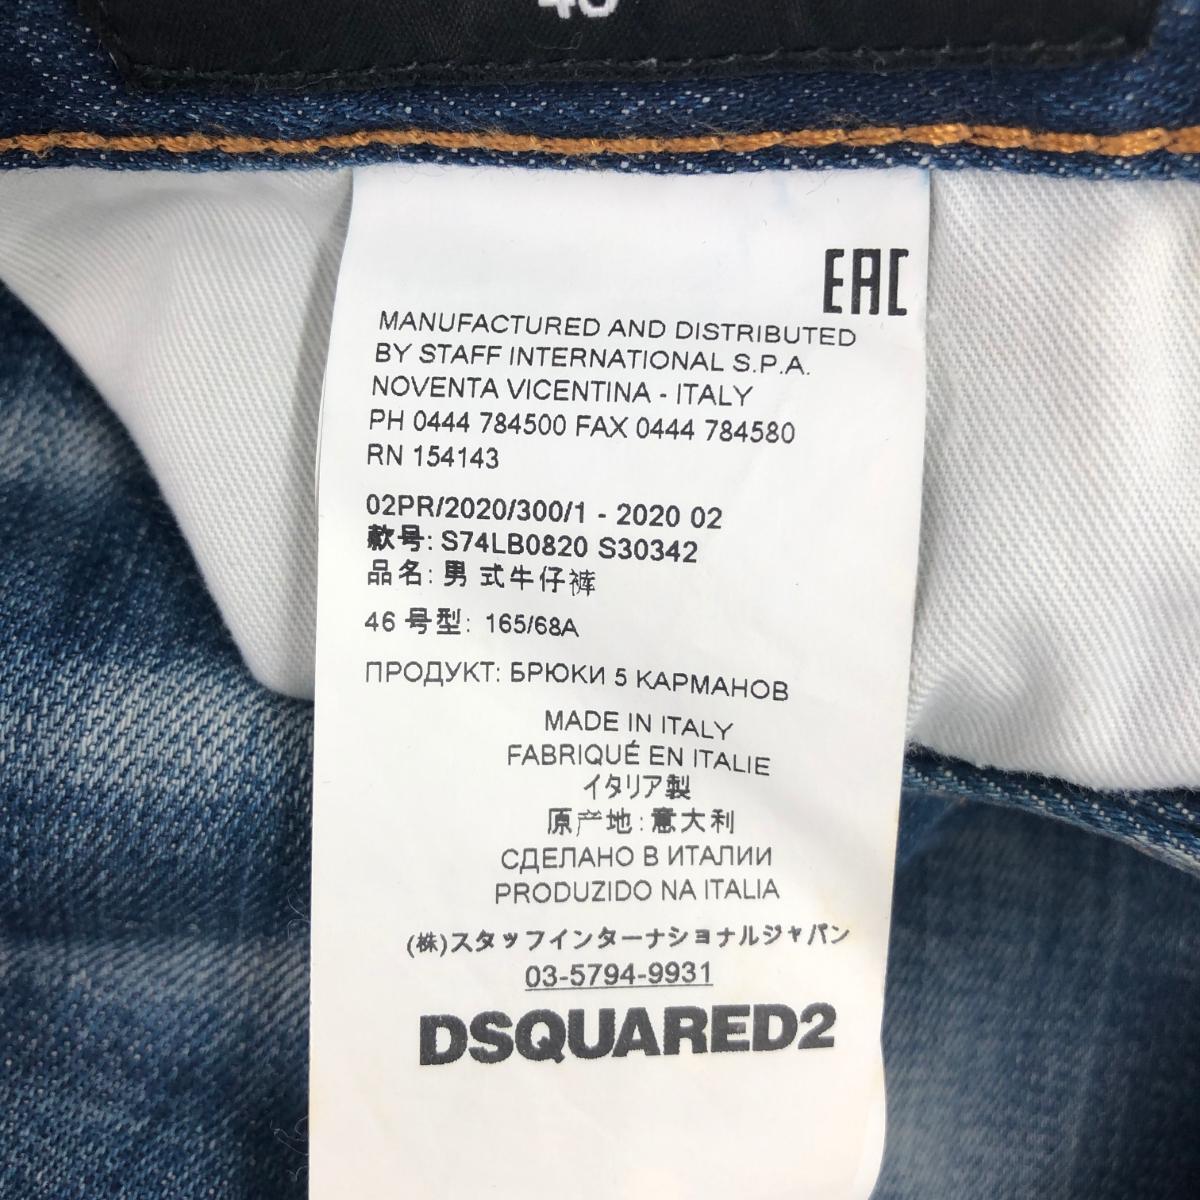 EAC
MANUFACTURED AND DISTRIBUTED
BY STAFF INTERNATIONAL S.P.A.
NOVENTA VICENTINA - ITALY
PH 0444 784500 FAX 0444 784580
RN 154143
02PR/2020/300/1 - 2020 02
款号: S74LB0820 S30342
品名: 男式牛仔裤
46 号型: 165/68A
ПРОДУКТ: БРЮКИ 5 КАРМАНОВ
MADE IN ITALY
FABRIQUÉ EN ITALIE
イタリア製
原产地: 意大利
СДЕЛАНО В ИТАЛИИ
PRODUZIDO NA ITALIA
(株)スタッフインターナショナルジャパン
03-5794-9931
DSQUARED2